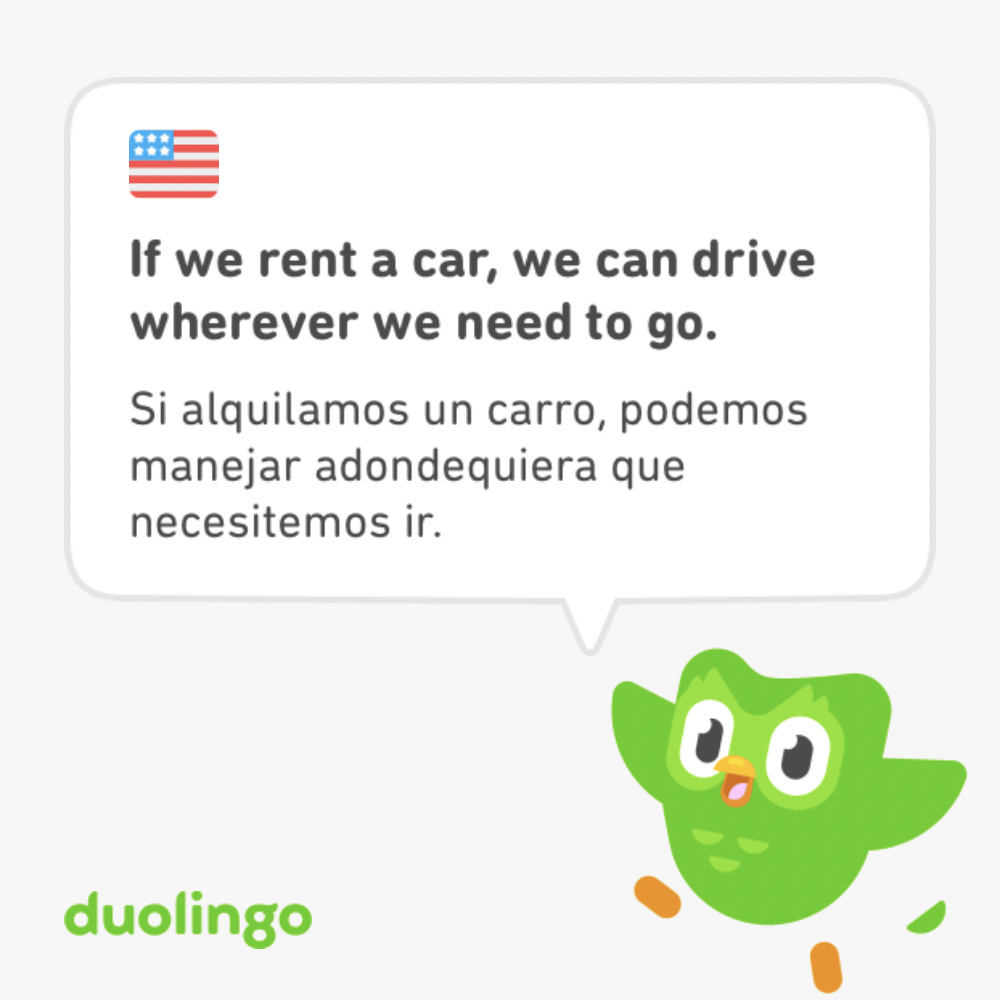 If we rent a car, we can drive
wherever we need to go.
Si alquilamos un carro, podemos
manejar adondequiera que
necesitemos ir.
duolingo